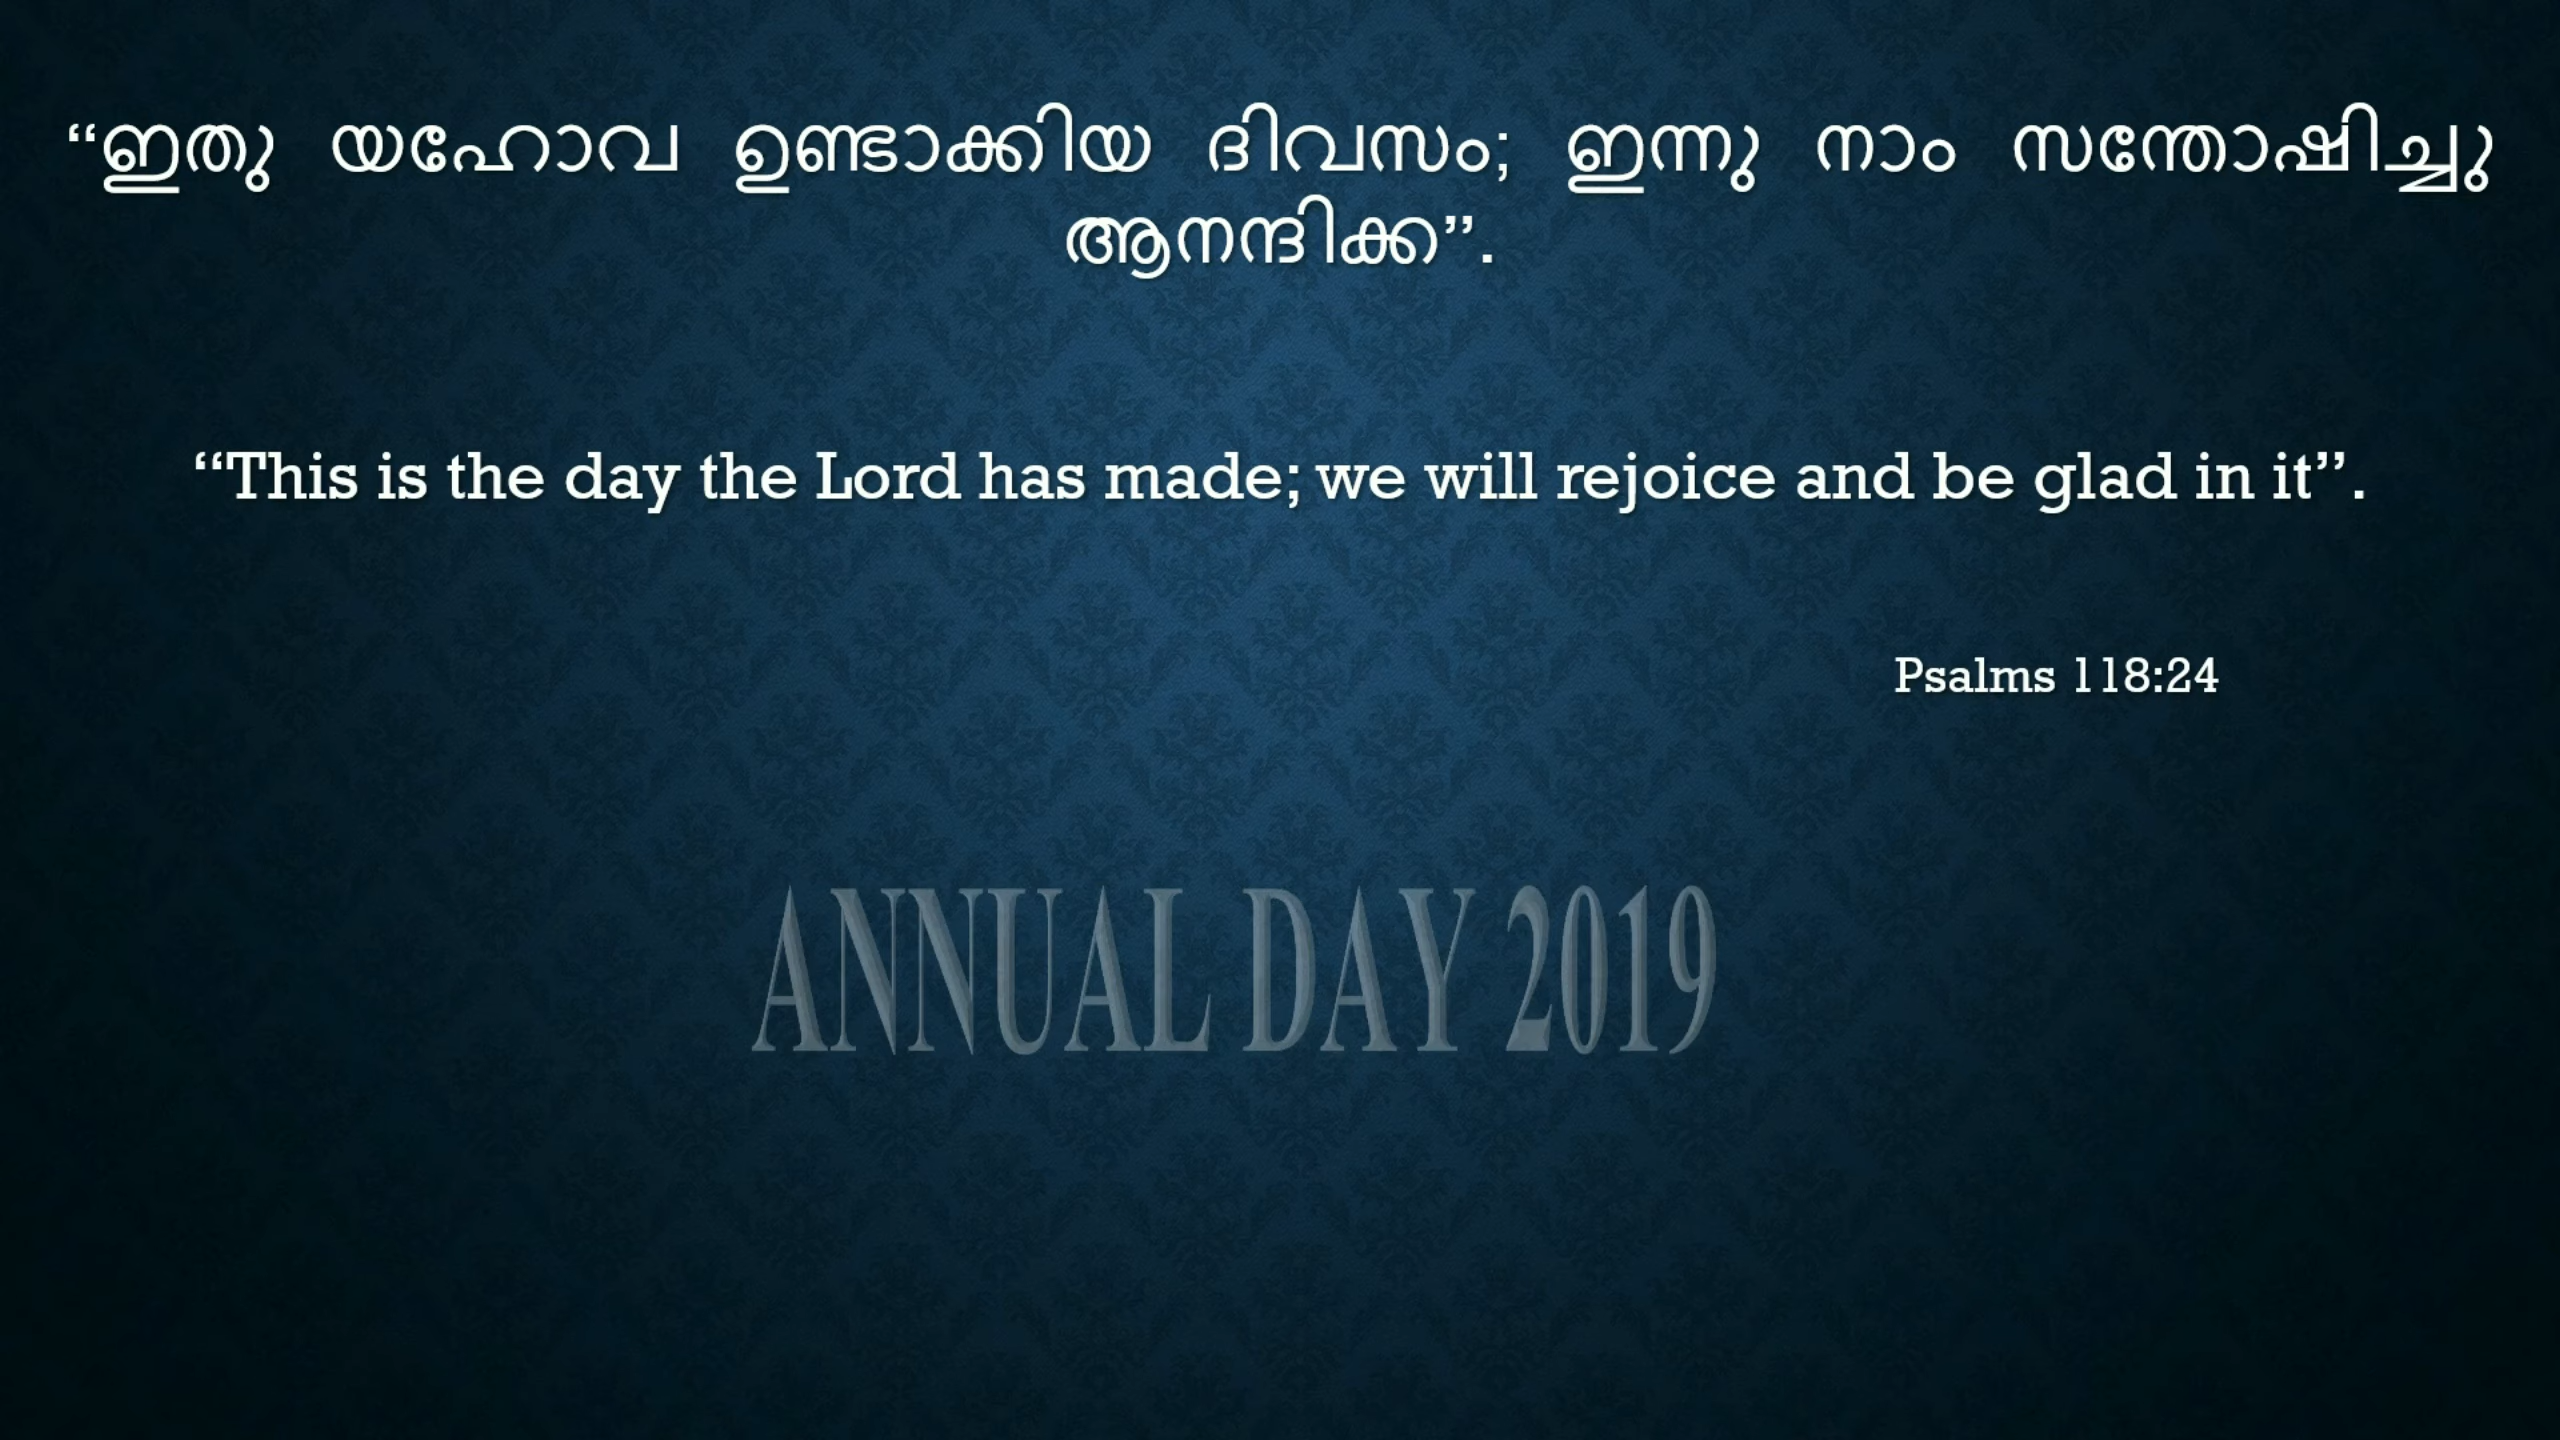 “ഇതു യഹോവ ഉണ്ടാക്കിയ ദിവസം; ഇന്നു നാം സന്തോഷിച്ചു
ആനന്ദിക്ക”.
“This is the day the Lord has made; we will rejoice and be glad in it”.
Psalms 118:24
ANNUAL DAY 2019